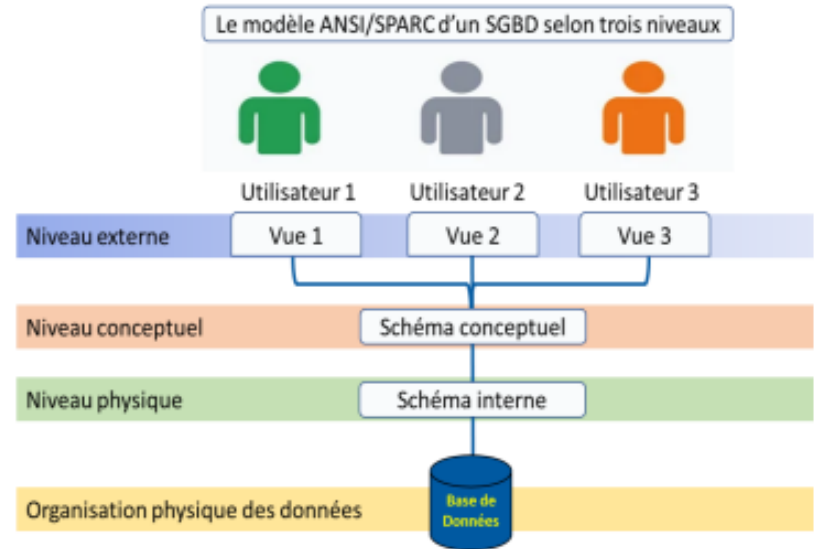 Le modèle ANSI/SPARC d'un SGBD selon trois niveaux
Utilisateur 1 Utilisateur 2 Utilisateur 3
Niveau externe Vue 1 Vue 2 Vue 3
Niveau conceptuel Schéma conceptuel
Niveau physique Schéma interne
Organisation physique des données
Base de
Données